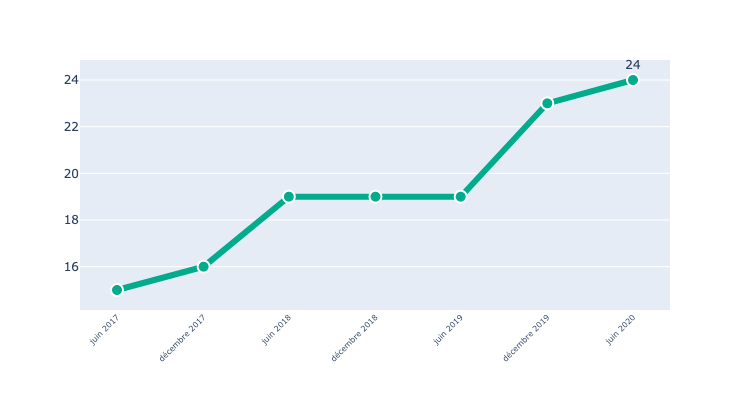 24
24
22
20
18
16
juin 2017
décembre 2017
juin 2018
décembre 2018
juin 2019
décembre 2019
juin 2020